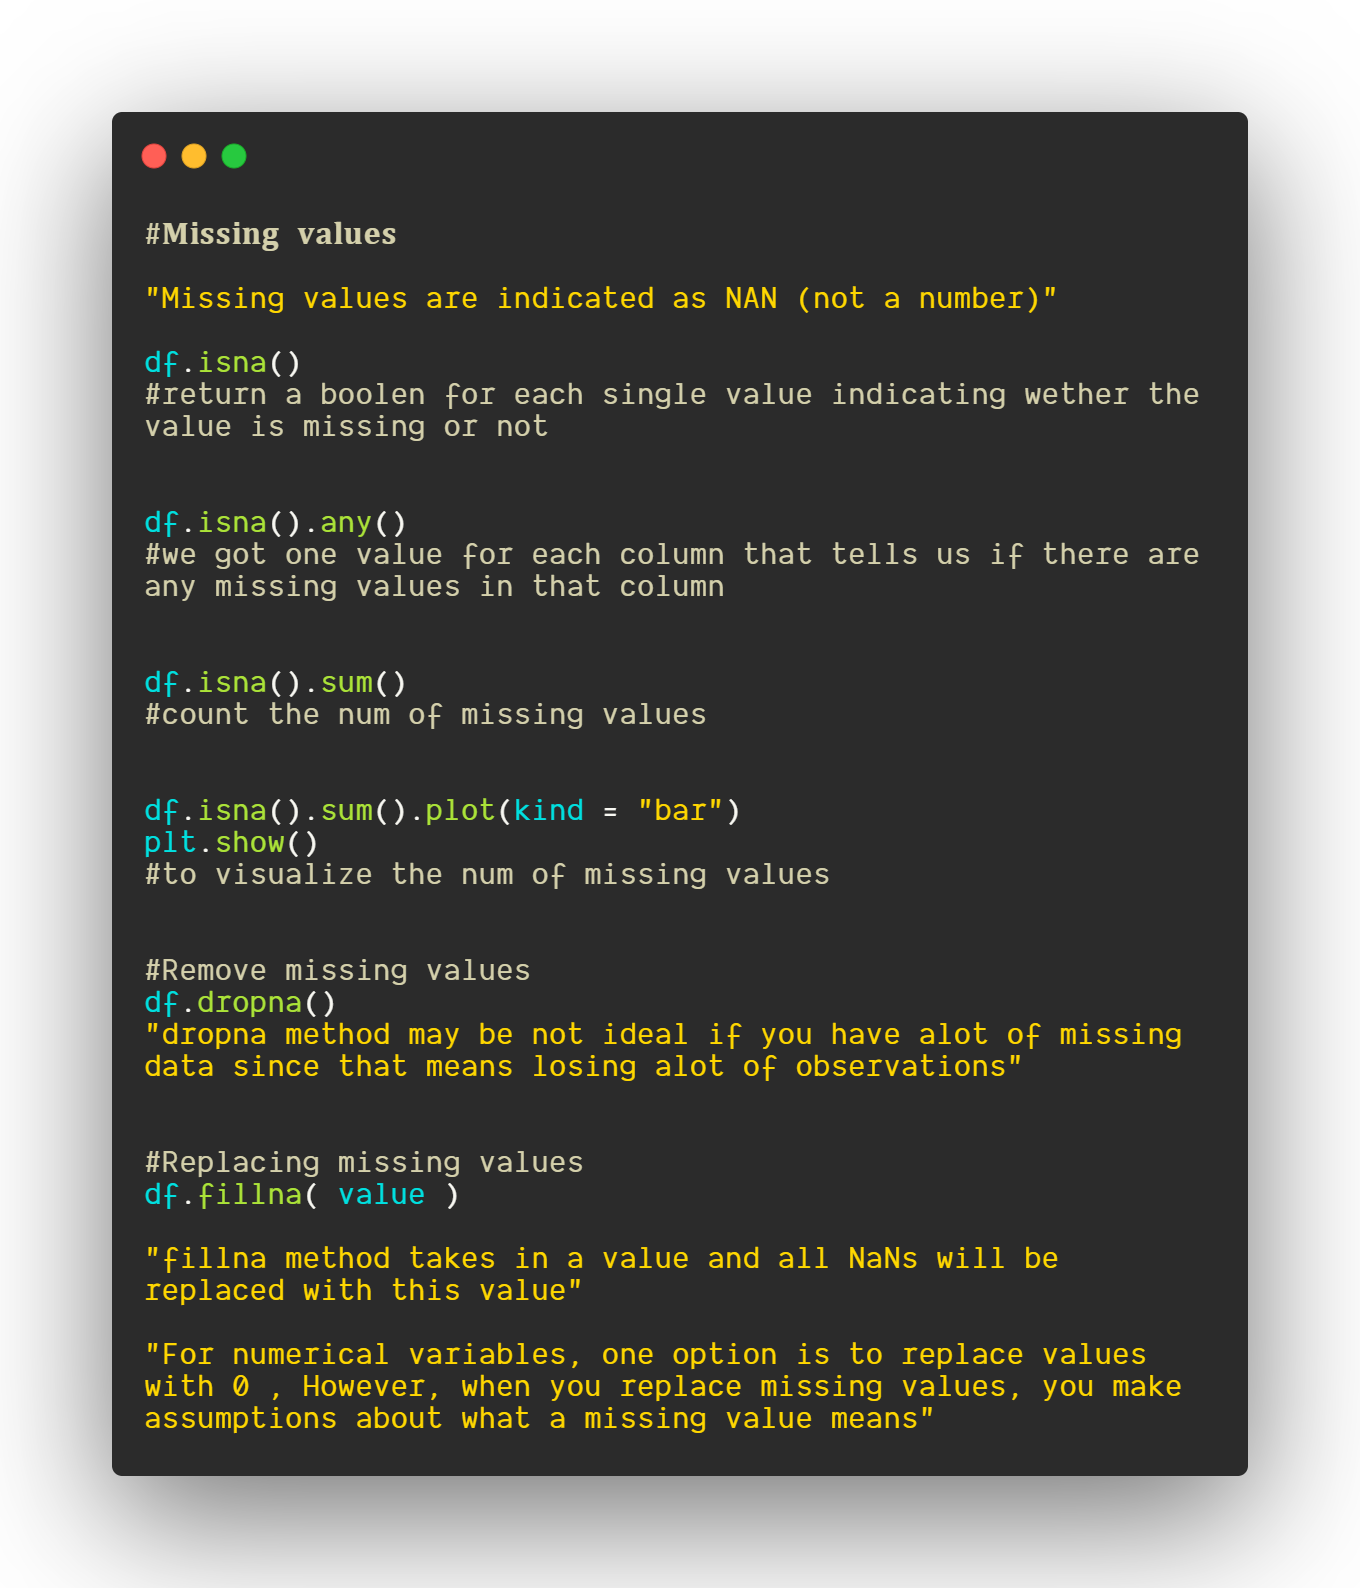 #Missing values
"Missing values are indicated as NAN (not a number)"
df.isna()
#return a boolen for each single value indicating wether the
value is missing or not
df.isna().any()
#we got one value for each column that tells us if there are
any missing values in that column
df.isna().sum()
#count the num of missing values
df.isna().sum().plot(kind = "bar")
plt.show()
#to visualize the num of missing values
#Remove missing values
df.dropna()
"dropna method may be not ideal if you have alot of missing
data since that means losing alot of observations"
#Replacing missing values
df.fillna( value )
"fillna method takes in a value and all NaNs will be
replaced with this value"
"For numerical variables, one option is to replace values
with 0 , However, when you replace missing values, you make
assumptions about what a missing value means"